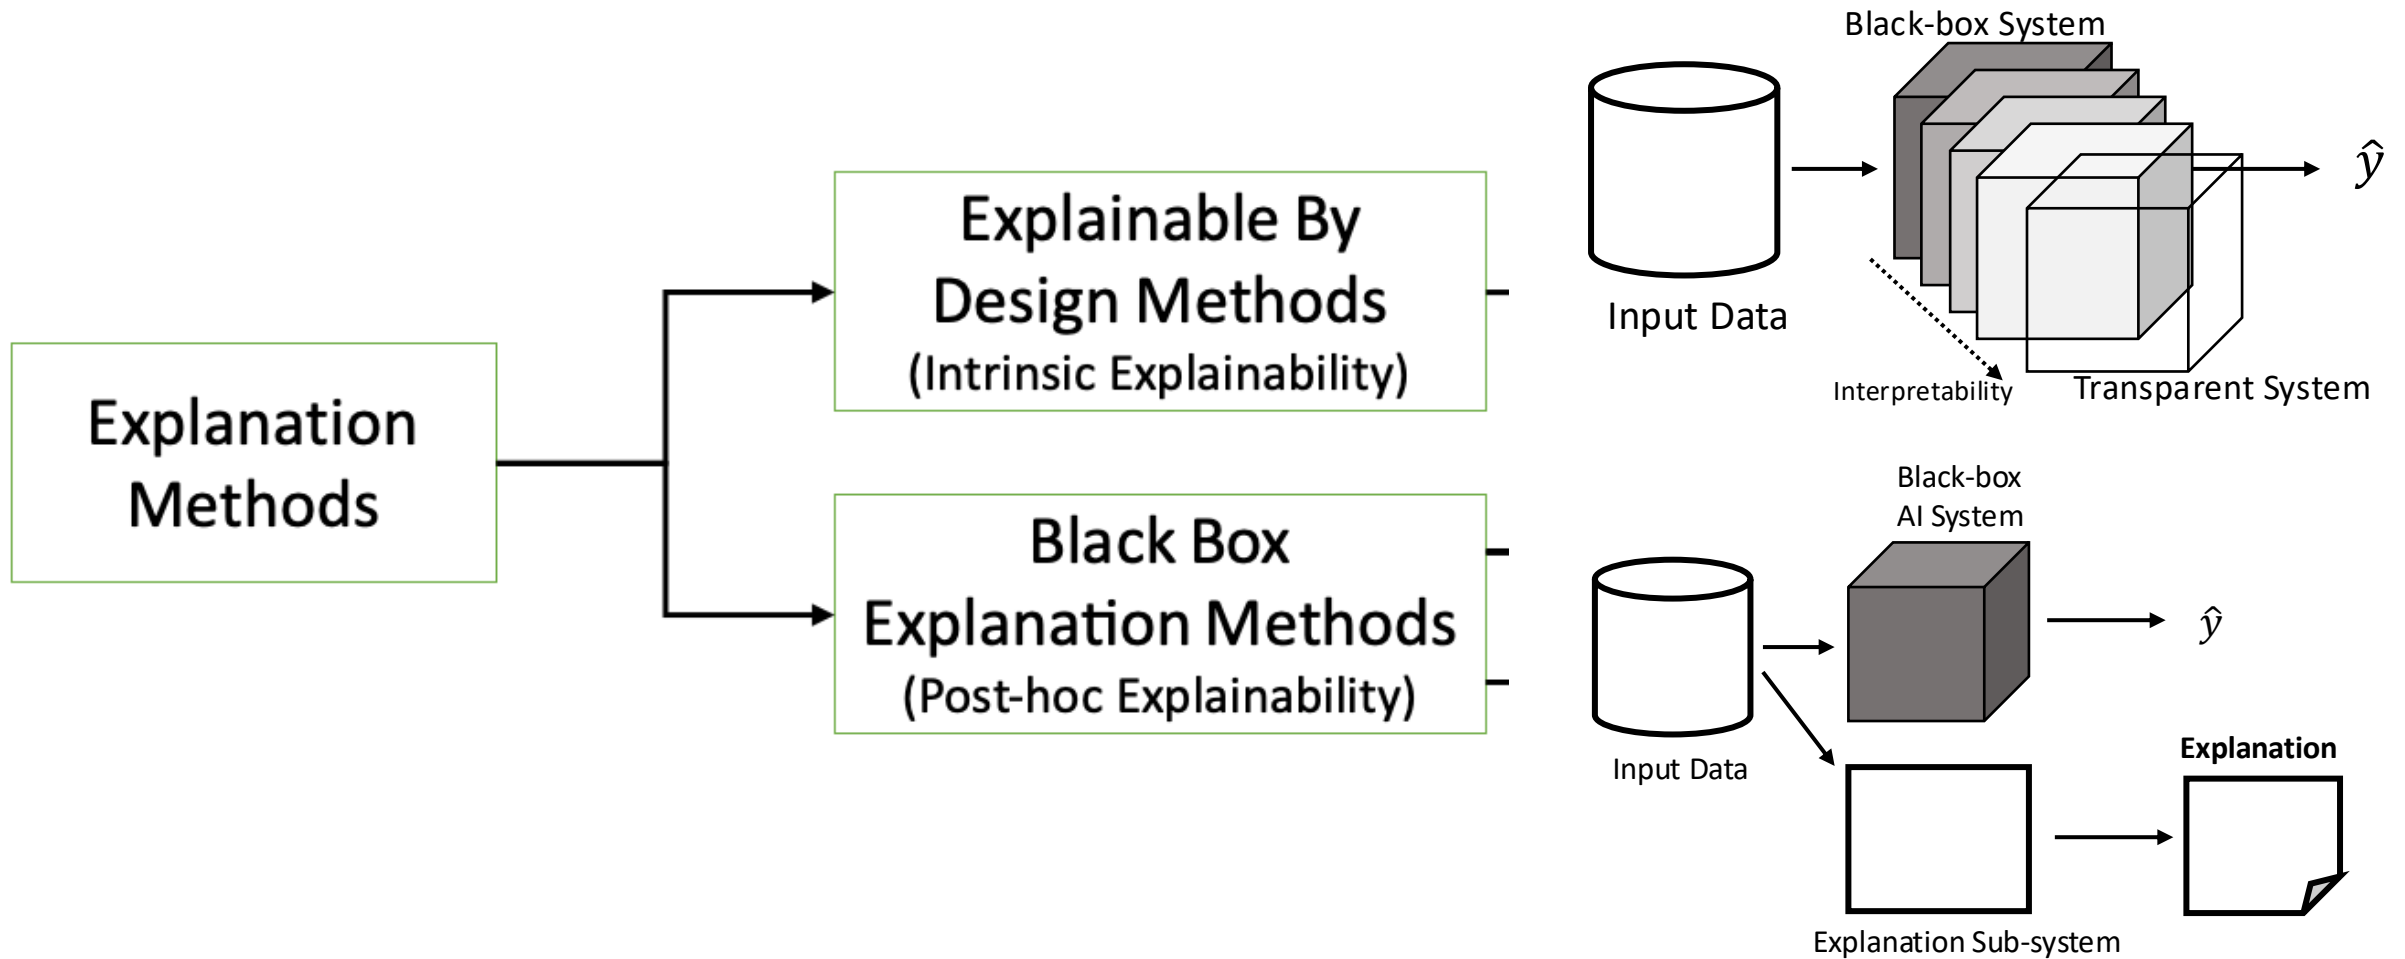 Explanation
Methods
Explainable By
Design Methods
(Intrinsic Explainability)
Black Box
Explanation Methods
(Post-hoc Explainability)
Black-box System
Input Data
ŷ
Interpretability
Transparent System
Black-box
AI System
Input Data
ŷ
Explanation
Explanation Sub-system